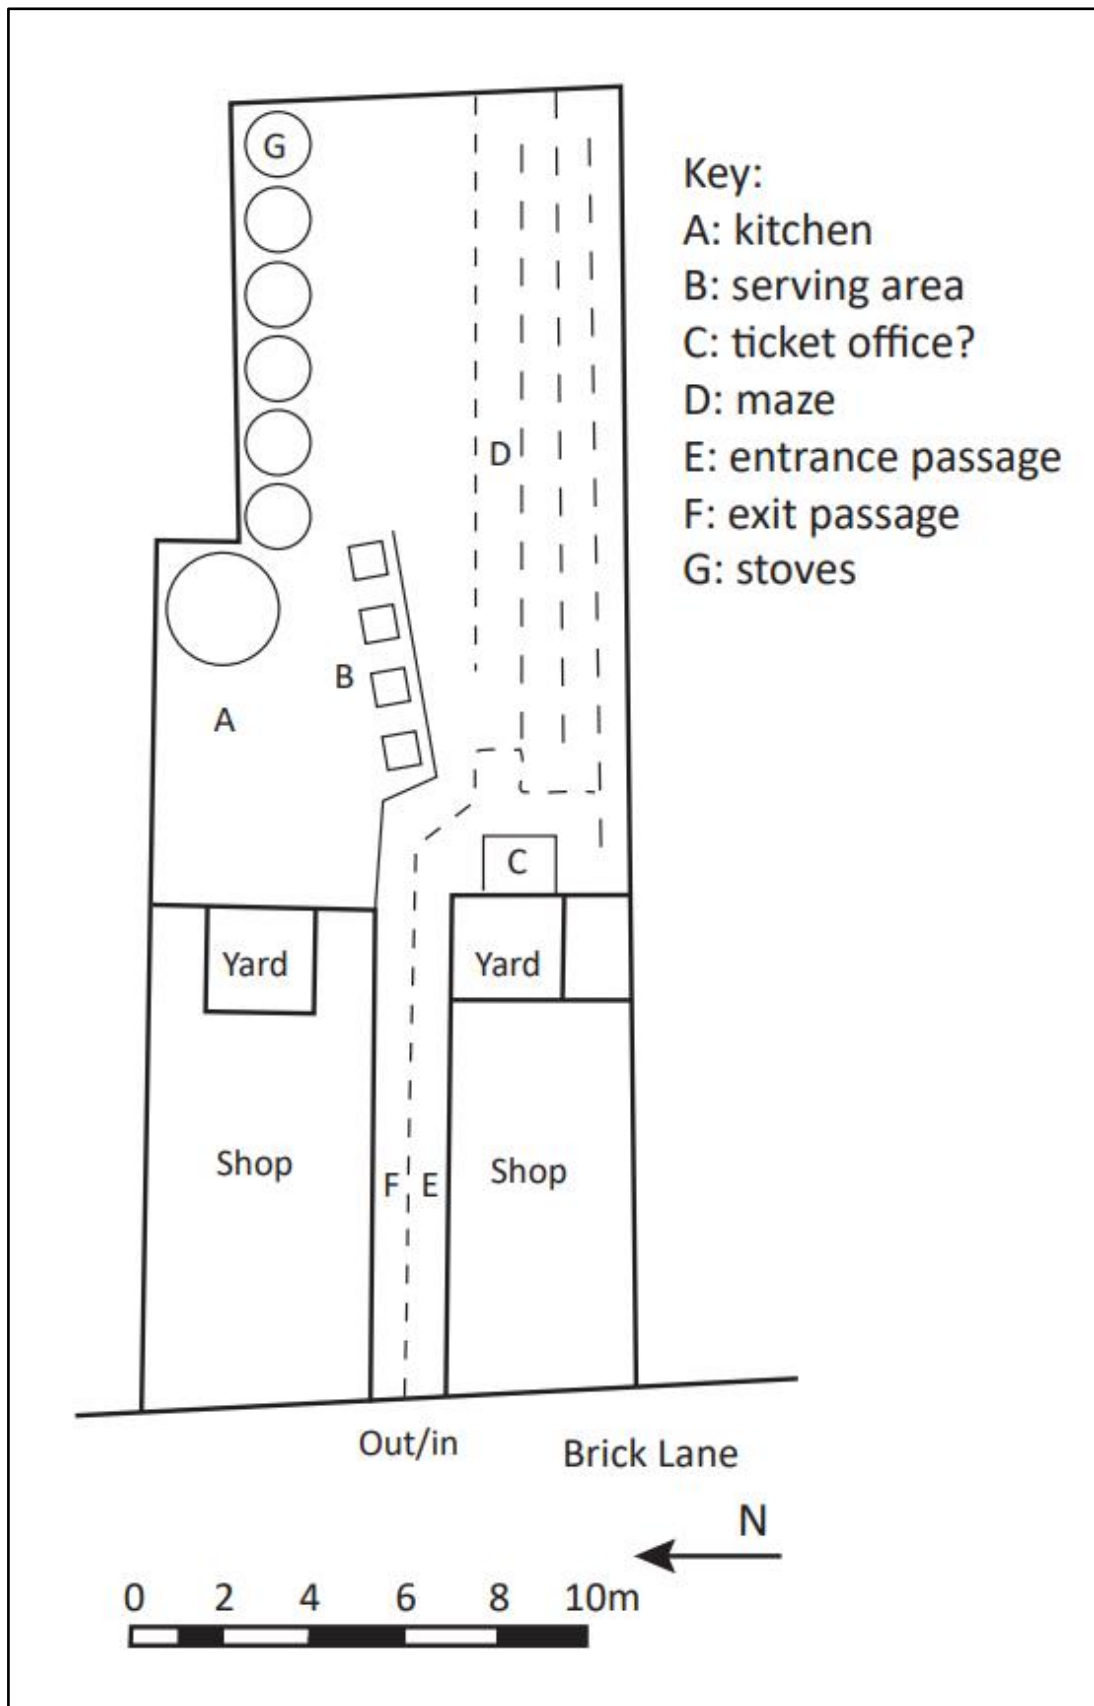 G
Key:
A: kitchen
B: serving area
C: ticket office?
D: maze
E: entrance passage
F: exit passage
G: stoves
D
B
A
C
Yard
Yard
Shop
Shop
F
E
Out/in
Brick Lane
N
0 2 4 6 8 10m